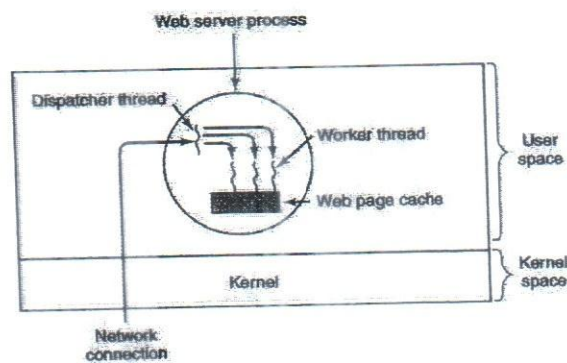 Web server process
Dispatcher thread
Worker thread
Web page cache
User
space
Kernel
Kernel
space
Network
connection